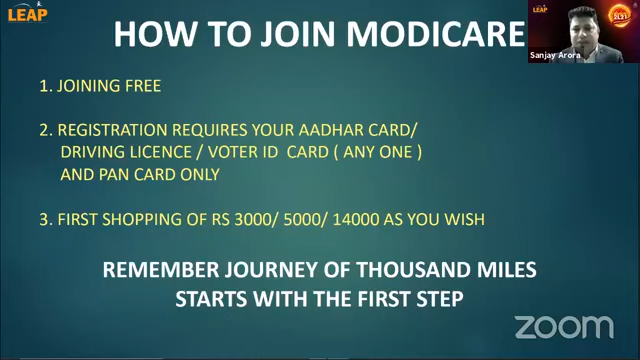 LEAP
HOW TO JOIN MODICARE
LEAP
Sanjay Arora
1. JOINING FREE
2. REGISTRATION REQUIRES YOUR AADHAR CARD/
DRIVING LICENCE / VOTER ID CARD ( ANY ONE )
AND PAN CARD ONLY
3. FIRST SHOPPING OF RS 3000/ 5000/ 14000 AS YOU WISH
REMEMBER JOURNEY OF THOUSAND MILES
STARTS WITH THE FIRST STEP
zoom